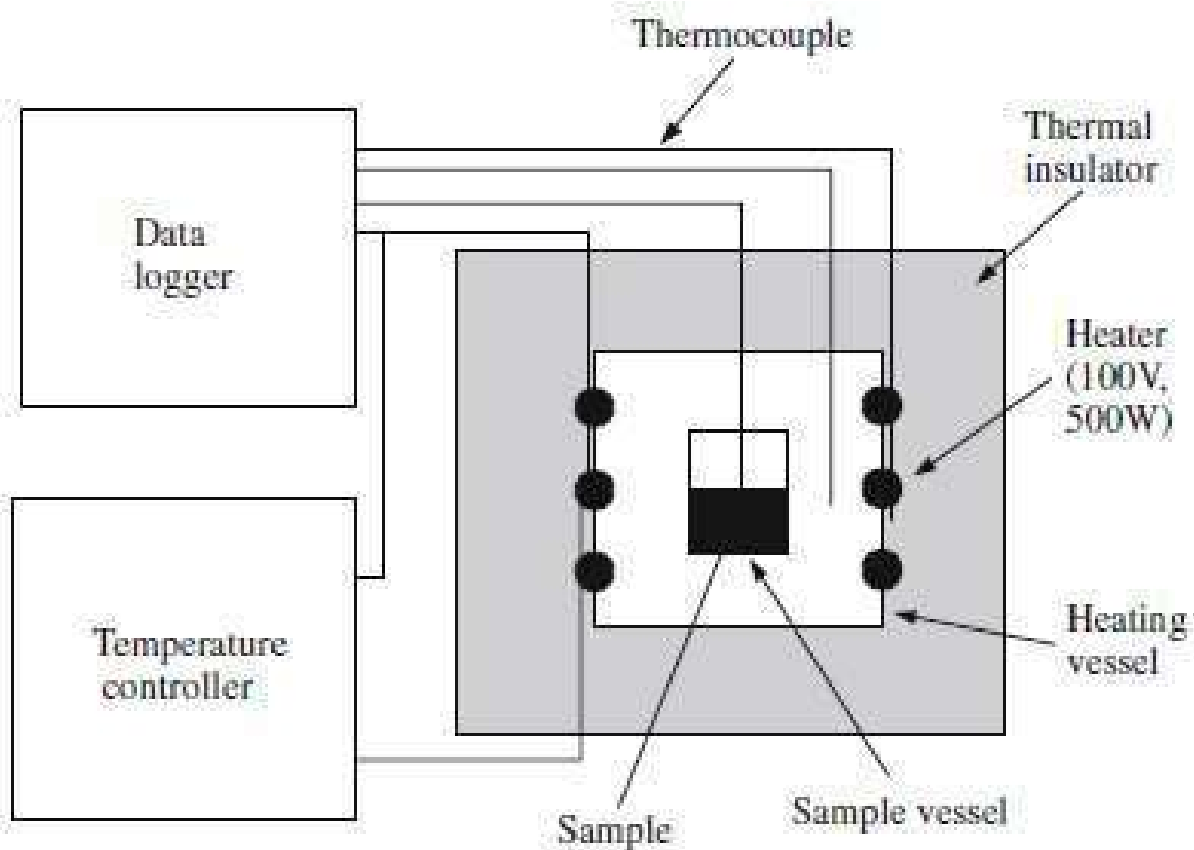 Thermocouple
Thermal
insulator
Data
logger
Heater
(100V,
500W)
Temperature
controller
Heating
vessel
Sample
Sample vessel